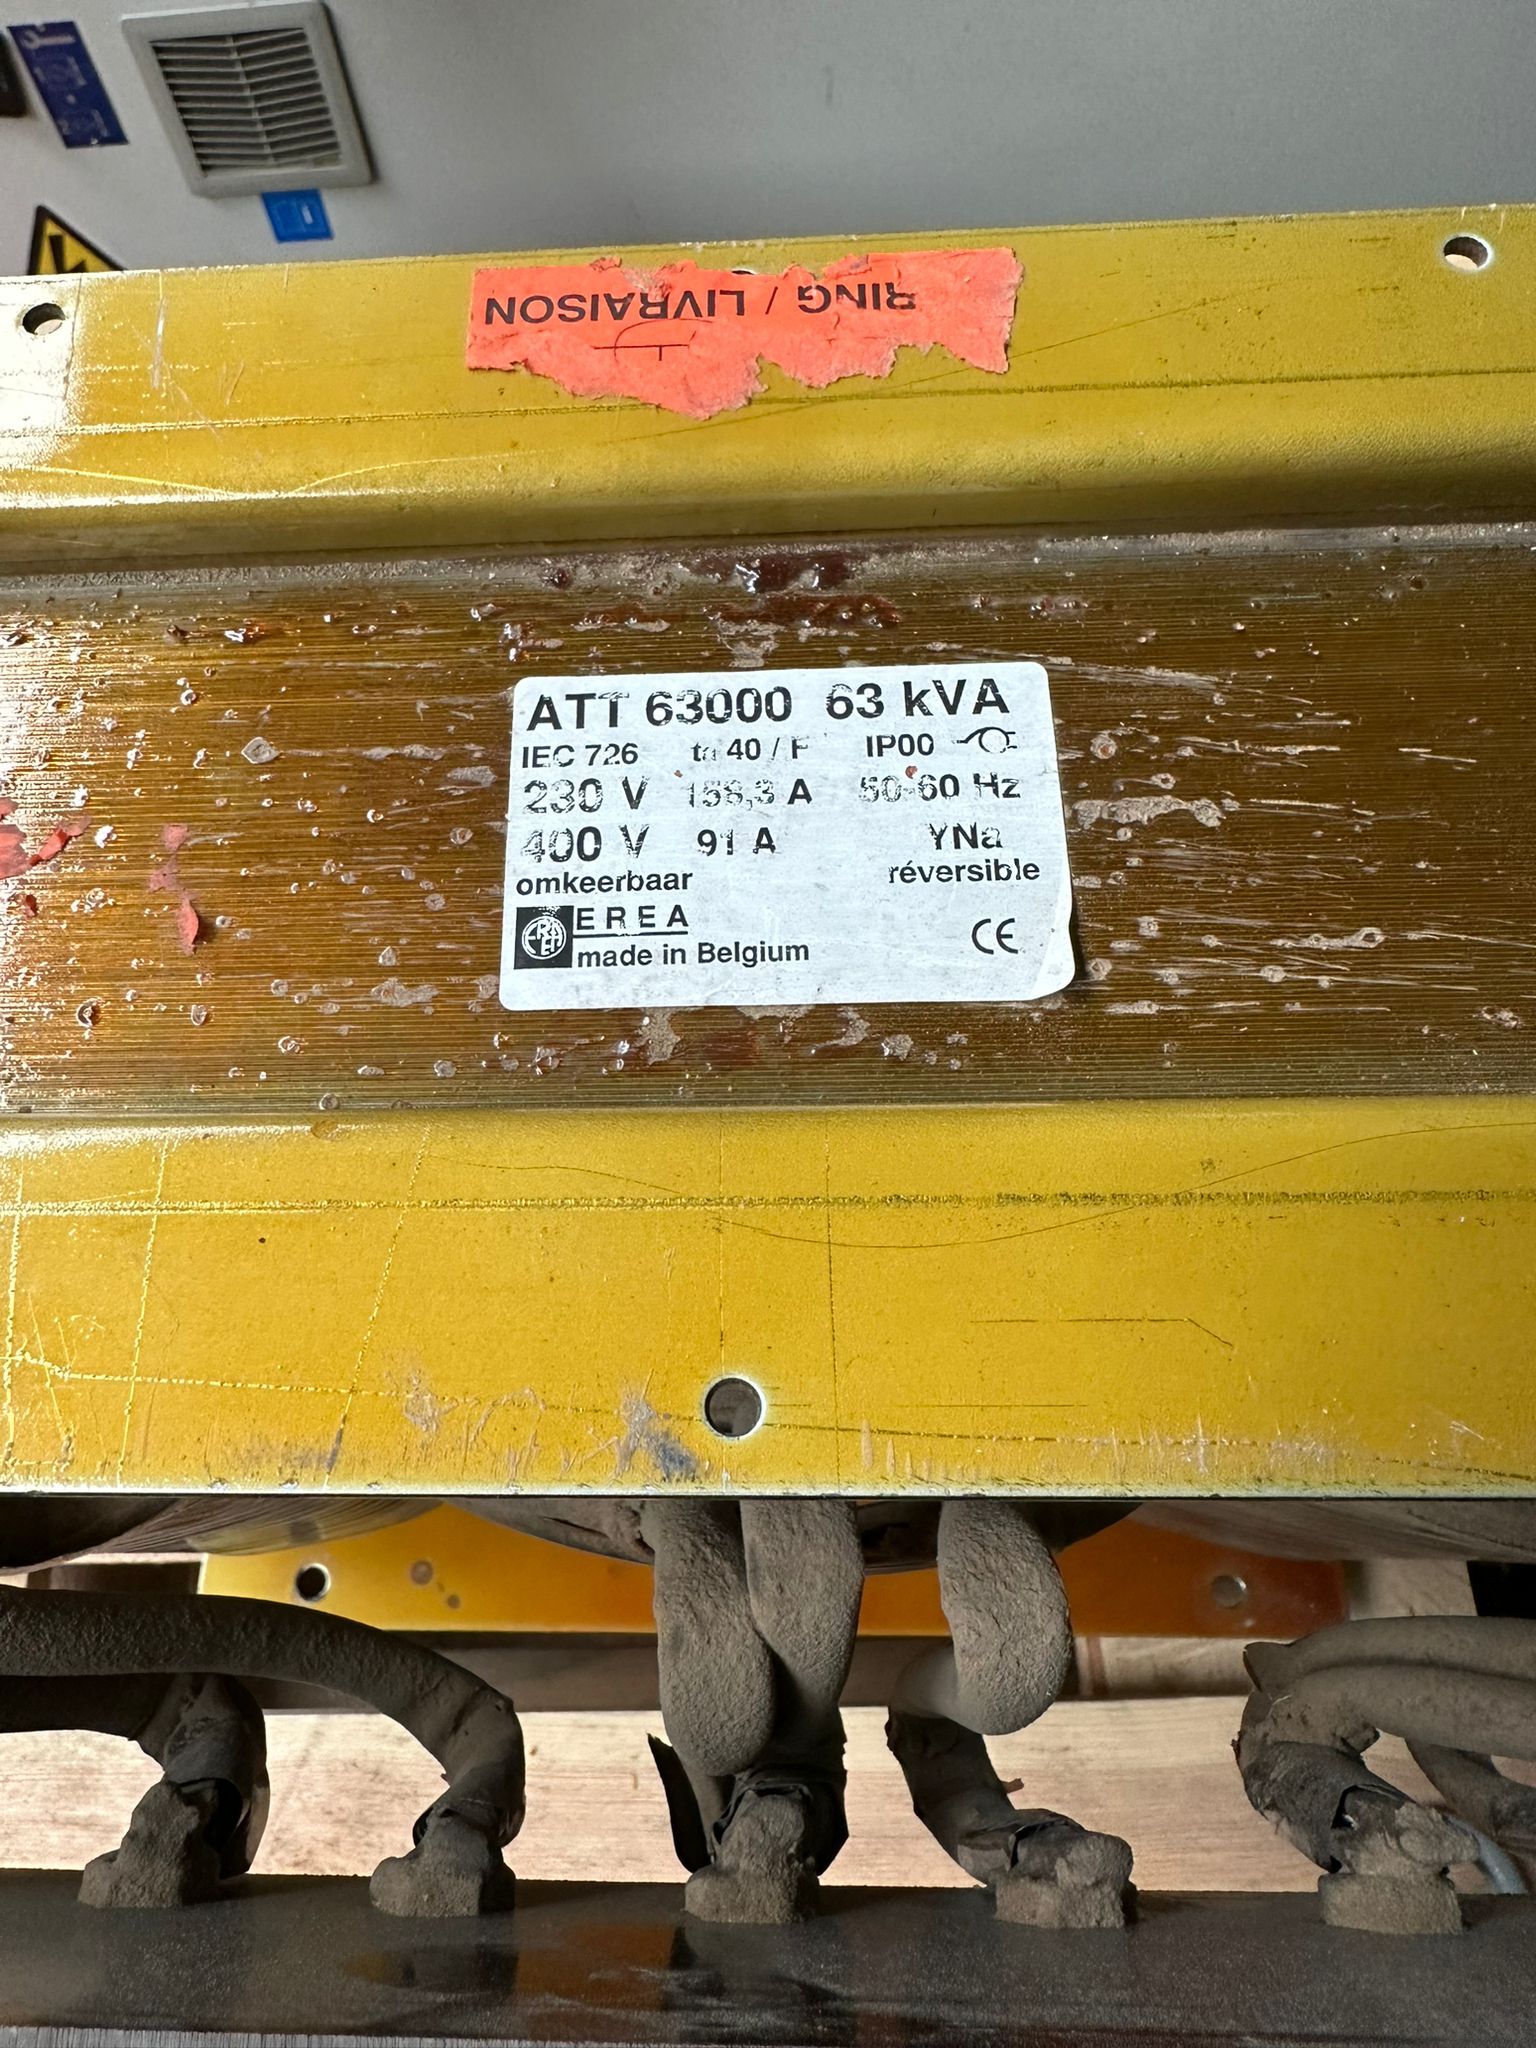 RING / LIVRAISON
ATT 63000 63 kVA
IEC 726 ta 40 / F IP00
230 V 158,3 A 50-60 Hz
400 V 91 A YNa
omkeerbaar réversible
EREA
made in Belgium CE